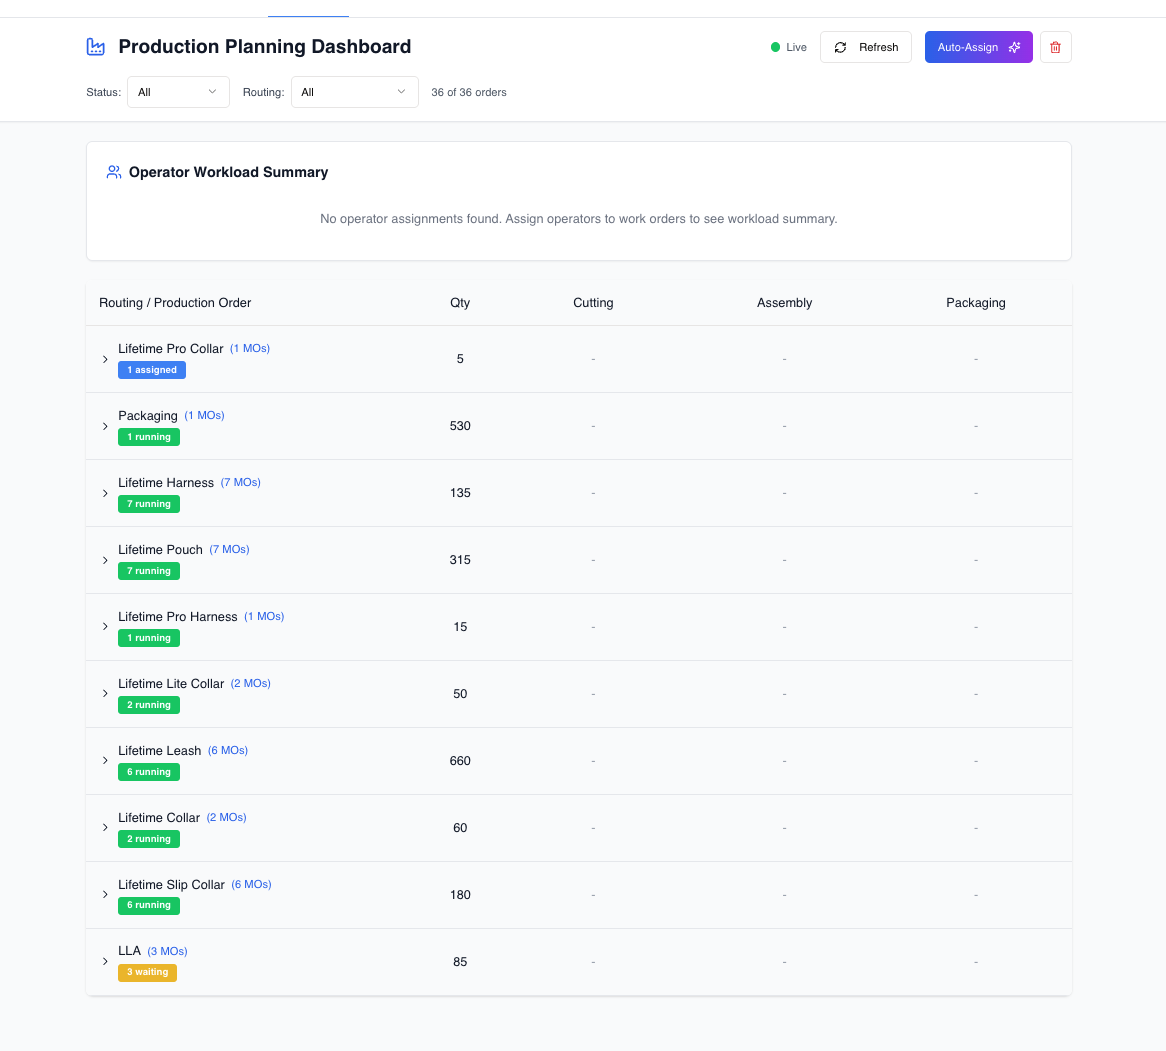 Production Planning Dashboard
Live
Refresh
Auto-Assign
Status: All
Routing: All
36 of 36 orders
Operator Workload Summary
No operator assignments found. Assign operators to work orders to see workload summary.
Routing / Production Order Qty Cutting Assembly Packaging
Lifetime Pro Collar (1 MOs)
1 assigned
5 - - -
Packaging (1 MOs)
1 running
530 - - -
Lifetime Harness (7 MOs)
7 running
135 - - -
Lifetime Pouch (7 MOs)
7 running
315 - - -
Lifetime Pro Harness (1 MOs)
1 running
15 - - -
Lifetime Lite Collar (2 MOs)
2 running
50 - - -
Lifetime Leash (6 MOs)
6 running
660 - - -
Lifetime Collar (2 MOs)
2 running
60 - - -
Lifetime Slip Collar (6 MOs)
6 running
180 - - -
LLA (3 MOs)
3 waiting
85 - - -